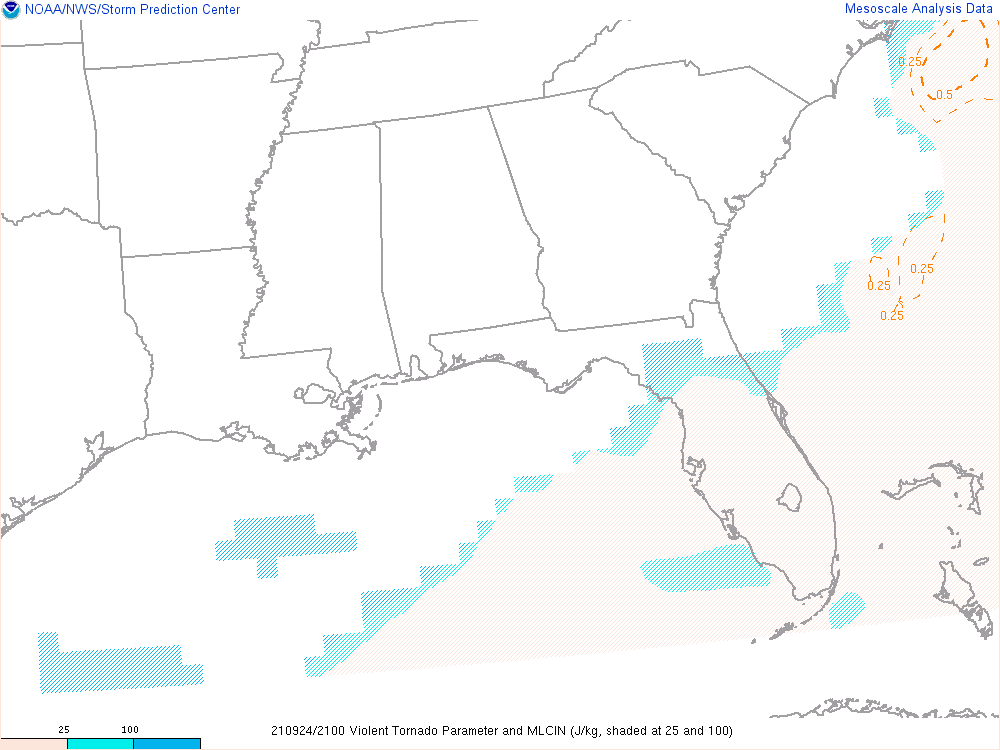 NOAA/NWS/Storm Prediction Center
Mesoscale Analysis Data
0.25
0.5
0.25
0.25
0.25
25 100
210924/2100 Violent Tornado Parameter and MLCIN (J/kg, shaded at 25 and 100)